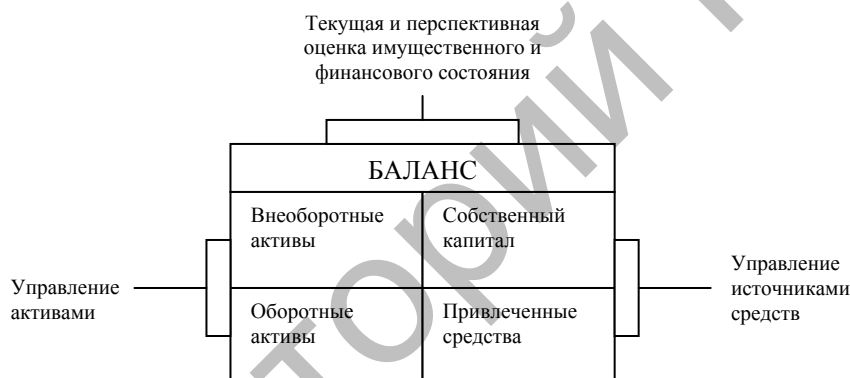 Текущая и перспективная
оценка имущественного и
финансового состояния
БАЛАНС
Внеоборотные
активы
Собственный
капитал
Управление
активами
Оборотные
активы
Привлеченные
средства
Управление
источниками
средств